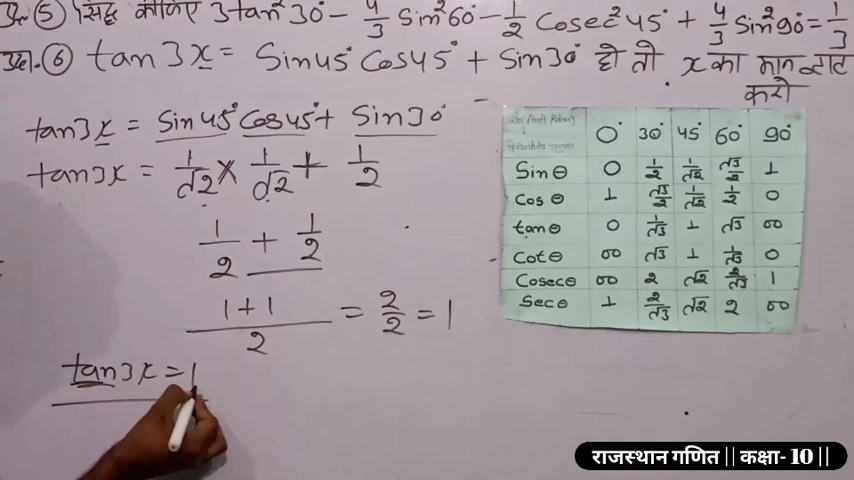 प्र.⑤ सिद्ध कीजिए 3tan²30° - 4/3 Sin²60° - 1/2 Cosec²45° + 4/3 Sin²90° = 1/3
प्र.⑥ tan3x = Sin45° Cos45° + Sin30° हो तो x का मान ज्ञात
करो
tan3x = Sin45° Cos45° + Sin30°
tan3x = 1/√2 × 1/√2 + 1/2
1/2 + 1/2
1+1/2 = 2/2 = 1
tan3x = 1
0° 30° 45° 60° 90°
Sinθ 0 1/2 1/√2 √3/2 1
Cosθ 1 √3/2 1/√2 1/2 0
tanθ 0 1/√3 1 √3 ∞
Cotθ ∞ √3 1 1/√3 0
Cosecθ ∞ 2 √2 2/√3 1
Secθ 1 2/√3 √2 2 ∞
राजस्थान गणित || कक्षा- 10 ||